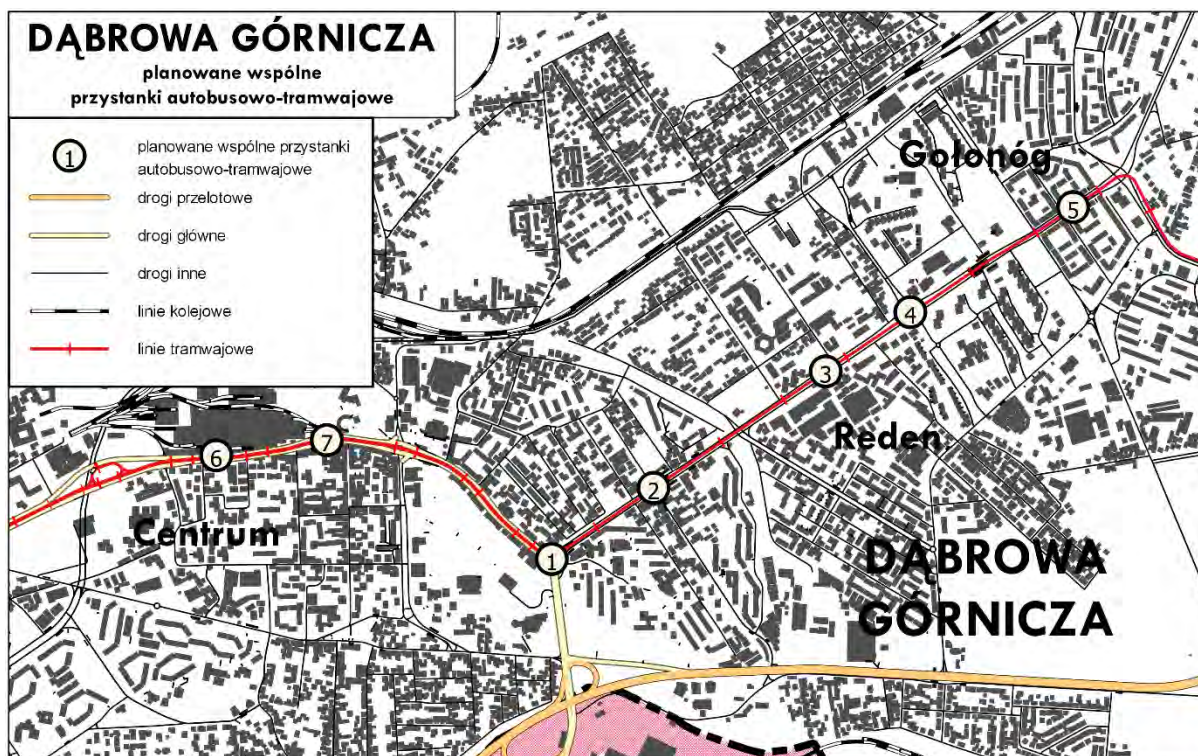 DĄBROWA GÓRNICZA
planowane wspólne
przystanki autobusowo-tramwajowe
1
planowane wspólne przystanki
autobusowo-tramwajowe
drogi przelotowe
drogi główne
drogi inne
linie kolejowe
linie tramwajowe
Gołonóg
5
4
3
Reden
7
6
2
Centrum
1
DĄBROWA
GÓRNICZA